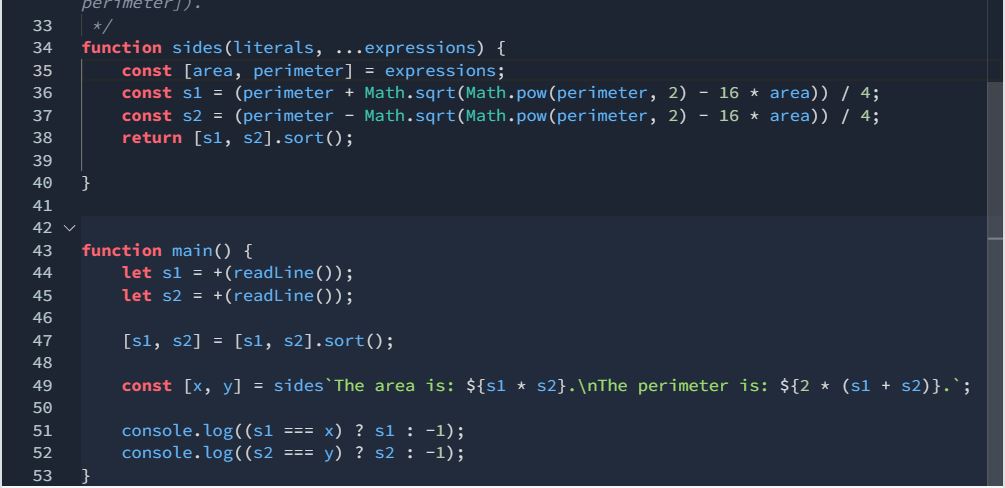 perimeter]).
33 */
34 function sides(literals, ...expressions) {
35     const [area, perimeter] = expressions;
36     const s1 = (perimeter + Math.sqrt(Math.pow(perimeter, 2) - 16 * area)) / 4;
37     const s2 = (perimeter - Math.sqrt(Math.pow(perimeter, 2) - 16 * area)) / 4;
38     return [s1, s2].sort();
39
40 }
41
42
43 function main() {
44     let s1 = +(readLine());
45     let s2 = +(readLine());
46
47     [s1, s2] = [s1, s2].sort();
48
49     const [x, y] = sides`The area is: ${s1 * s2}.\nThe perimeter is: ${2 * (s1 + s2)}.`;
50
51     console.log((s1 === x) ? s1 : -1);
52     console.log((s2 === y) ? s2 : -1);
53 }